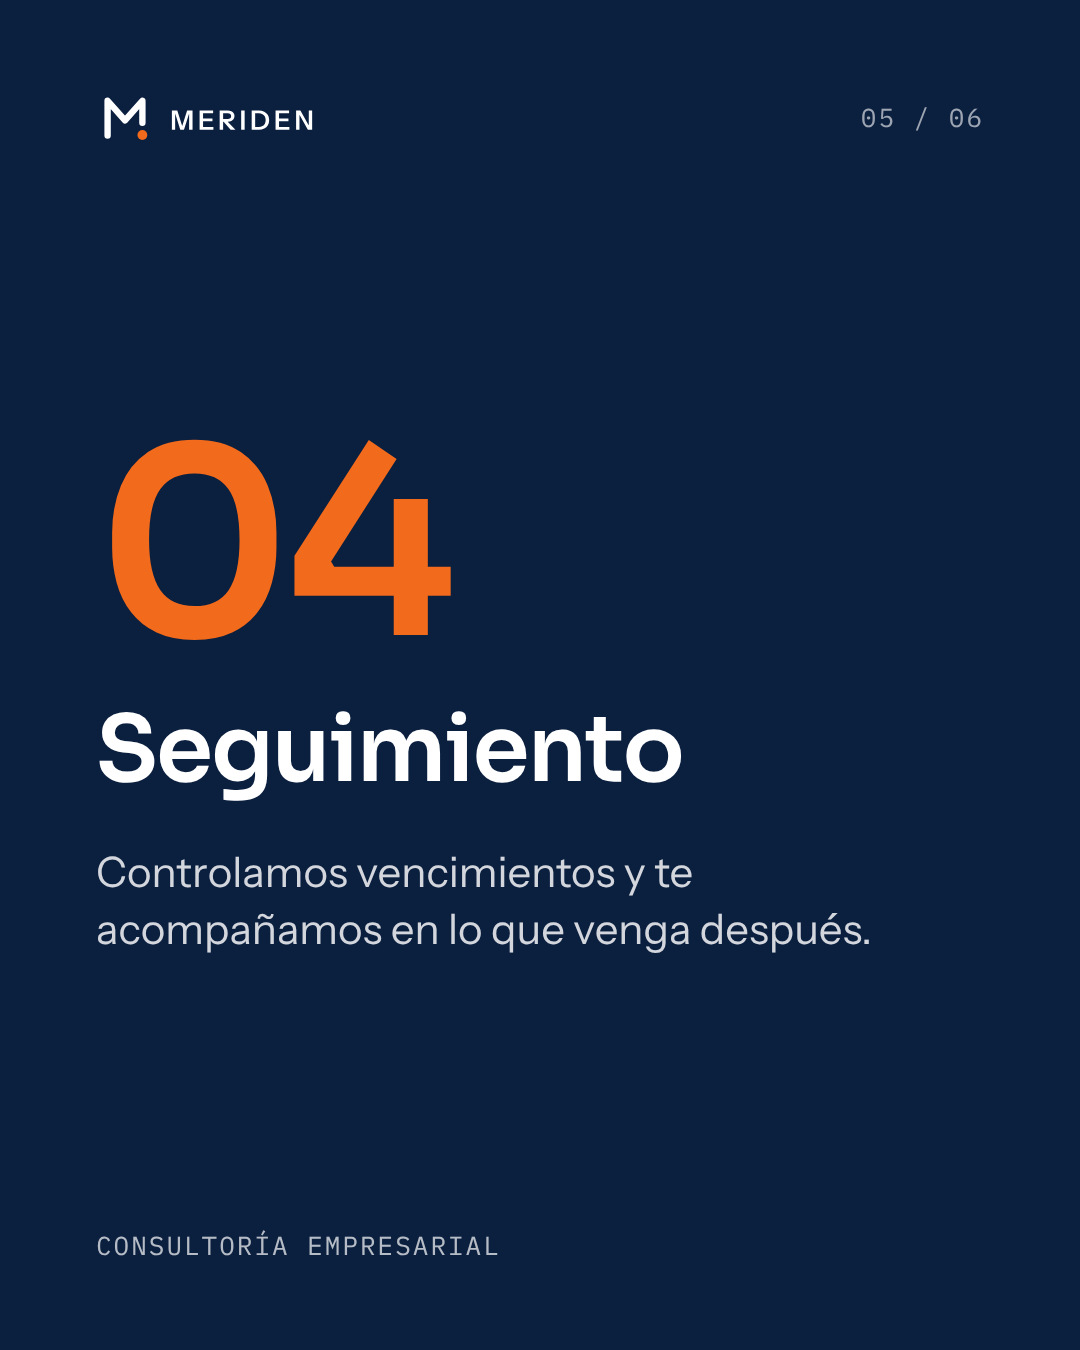 MERIDEN
05 / 06
04
Seguimiento
Controlamos vencimientos y te
acompañamos en lo que venga después.
CONSULTORÍA EMPRESARIAL